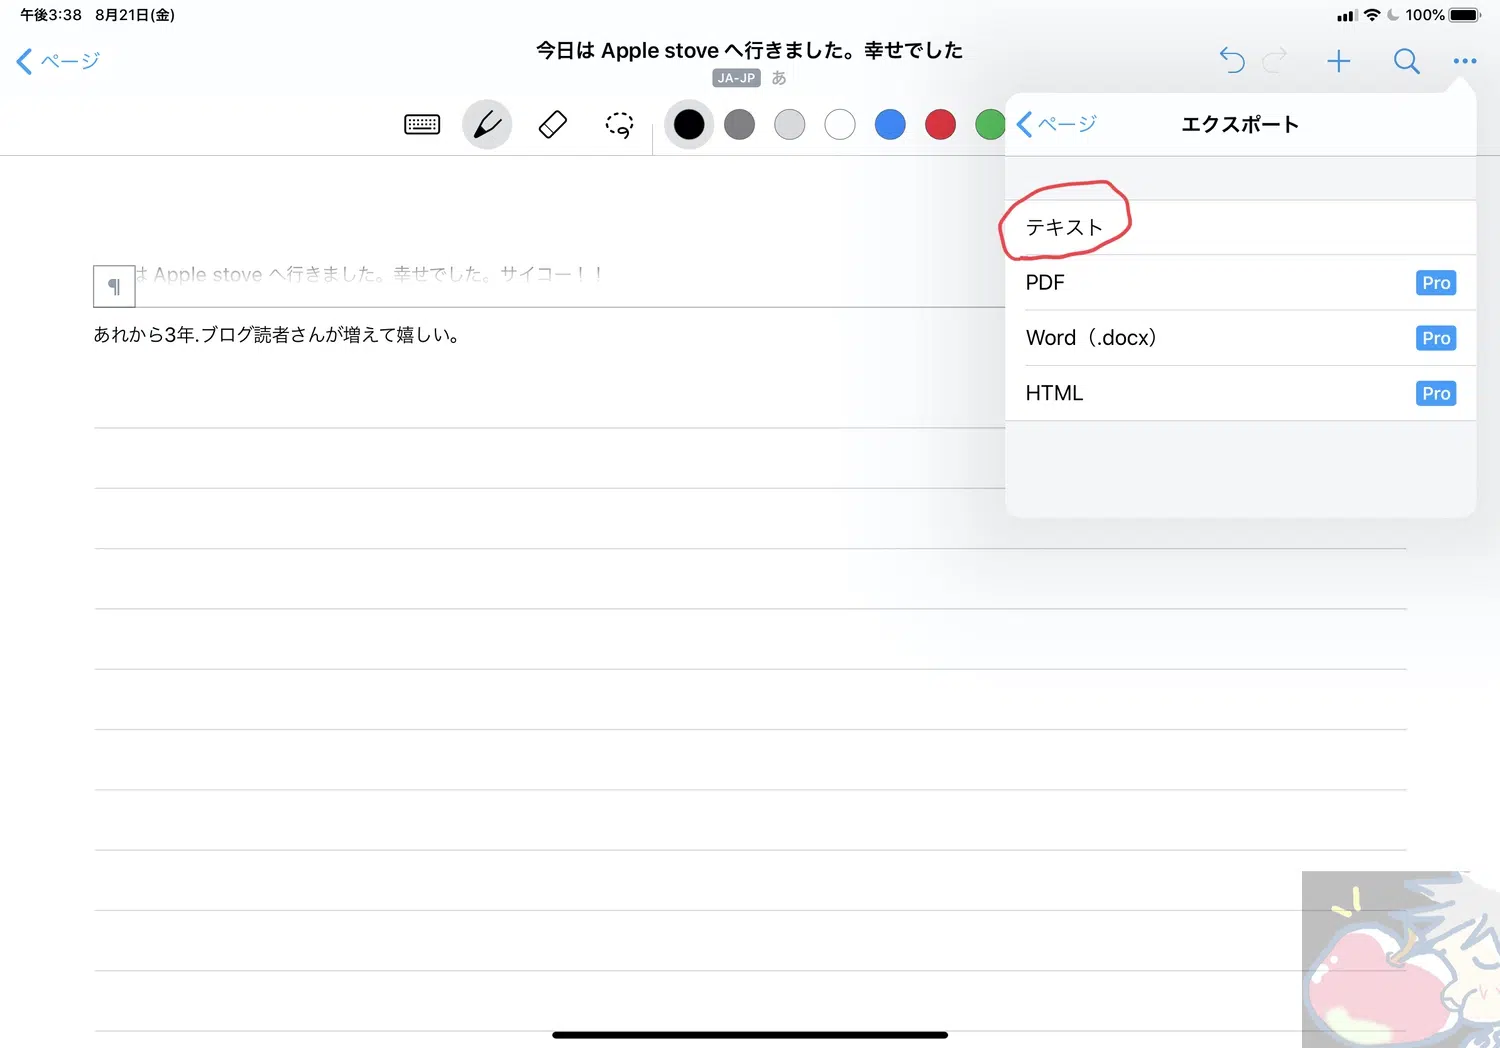 午後3:38 8月21日(金)
100%
ページ
今日は Apple stove へ行きました。幸せでした
JA-JP あ
ページ
エクスポート
テキスト
PDF Pro
Word（.docx） Pro
HTML Pro
¶
は Apple stove へ行きました。幸せでした。サイコー！！
あれから3年.ブログ読者さんが増えて嬉しい。